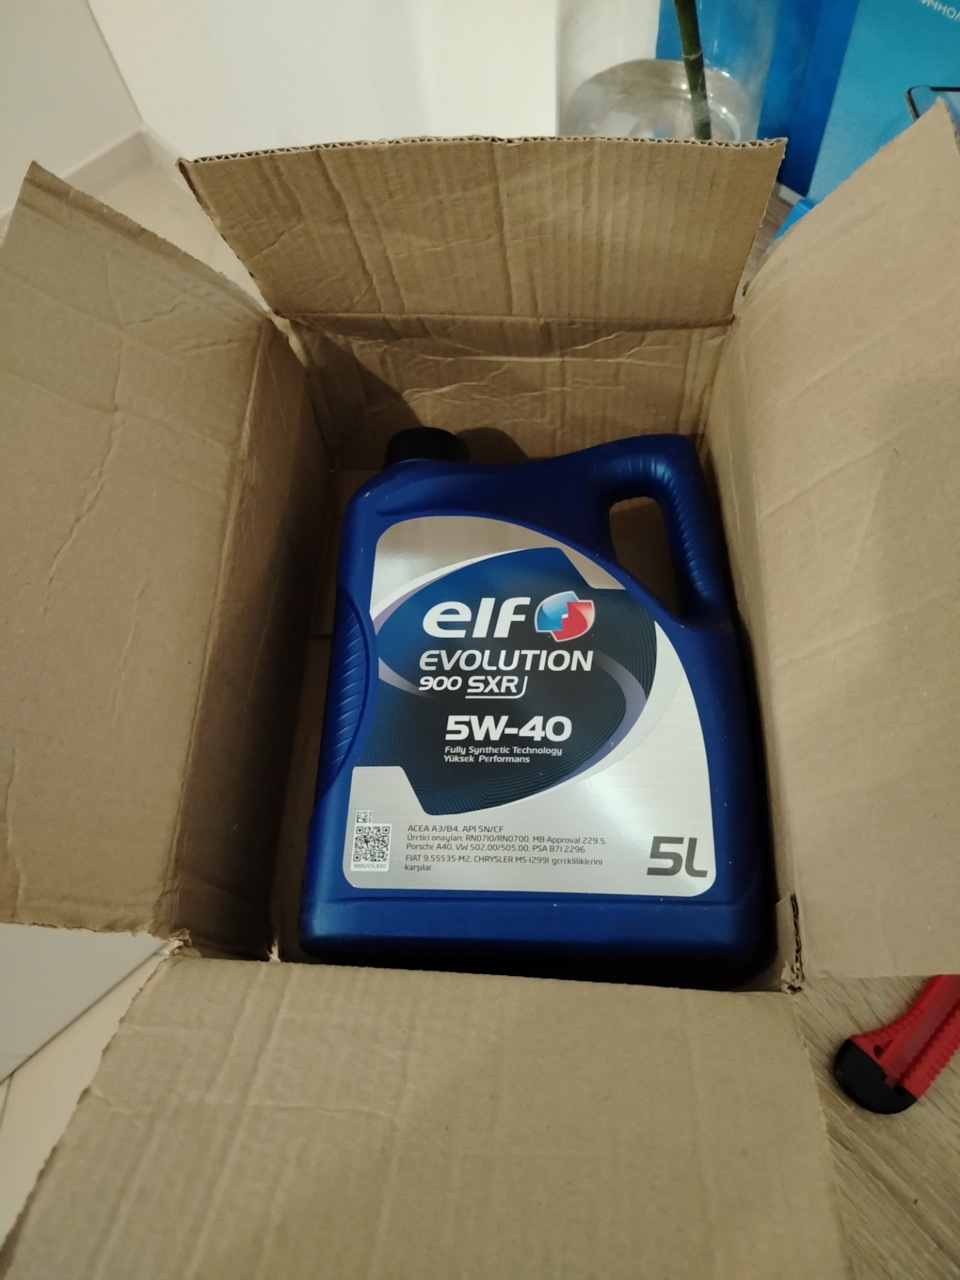 elf
EVOLUTION
900 SXR
5W-40
Fully Synthetic Technology
Yüksek Performans
ACEA A3/B4, API SN/CF
Üretici onayları: RN0710/RN0700, MB-Approval 229.5,
Porsche A40, VW 502.00/505.00, PSA B71 2296
FIAT 9.55535-M2, CHRYSLER MS-12991 gerekliliklerini
karşılar.
5L